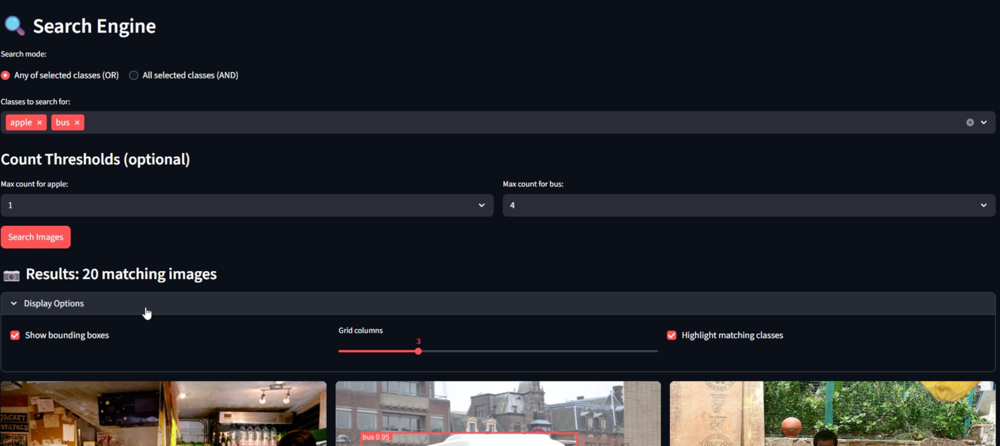 Search Engine
Search mode:
Any of selected classes (OR) All selected classes (AND)
Classes to search for:
apple × bus ×
Count Thresholds (optional)
Max count for apple: Max count for bus:
1 4
Search Images
Results: 20 matching images
Display Options
Show bounding boxes
Grid columns
3
Highlight matching classes
JACKET
POTATOES
bus 0.95